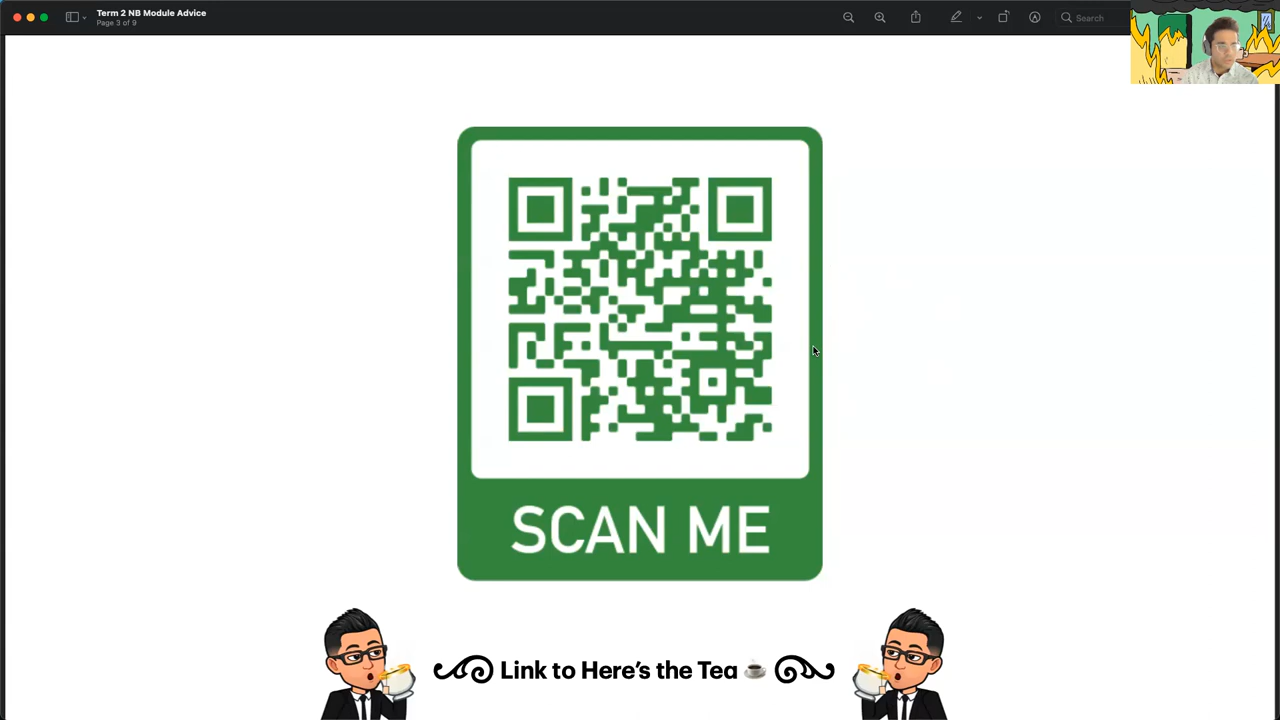 Term 2 NB Module Advice
Page 3 of 9
Search
SCAN ME
Link to Here's the Tea ☕